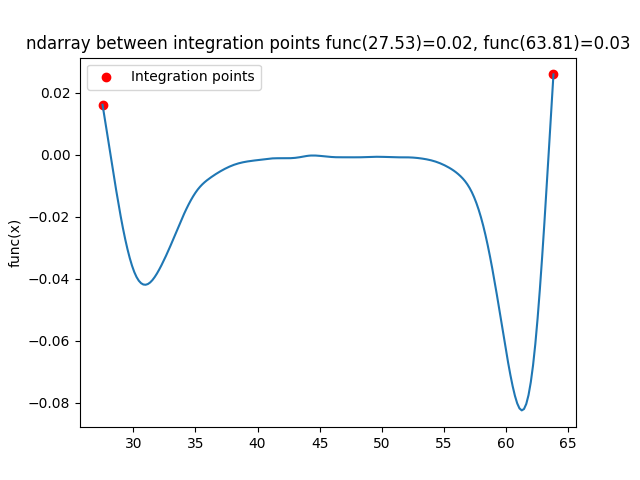 ndarray between integration points func(27.53)=0.02, func(63.81)=0.03
Integration points
func(x)
0.02
0.00
−0.02
−0.04
−0.06
−0.08
30 35 40 45 50 55 60 65